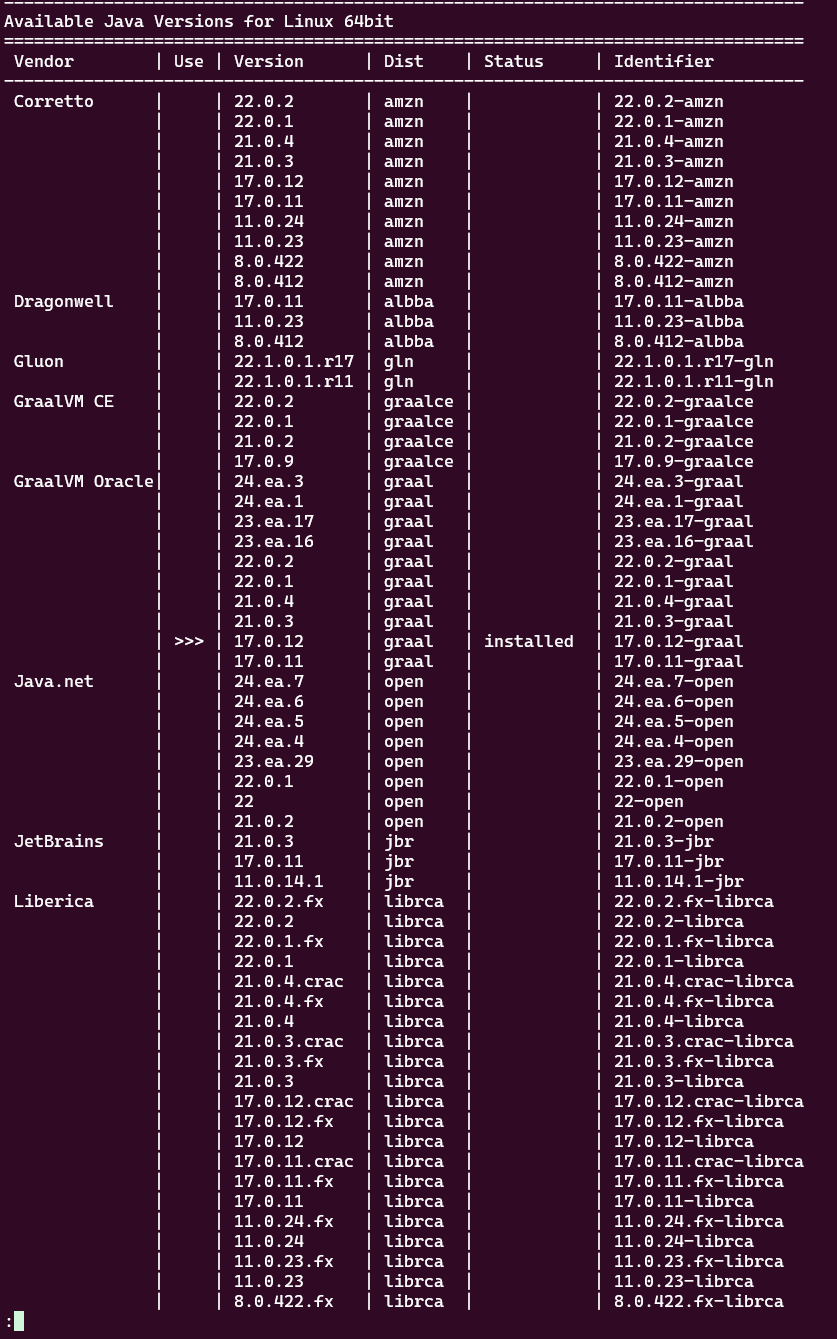 ================================================================================
Available Java Versions for Linux 64bit
================================================================================
 Vendor        | Use | Version      | Dist    | Status     | Identifier
--------------------------------------------------------------------------------
 Corretto      |     | 22.0.2       | amzn    |            | 22.0.2-amzn
               |     | 22.0.1       | amzn    |            | 22.0.1-amzn
               |     | 21.0.4       | amzn    |            | 21.0.4-amzn
               |     | 21.0.3       | amzn    |            | 21.0.3-amzn
               |     | 17.0.12      | amzn    |            | 17.0.12-amzn
               |     | 17.0.11      | amzn    |            | 17.0.11-amzn
               |     | 11.0.24      | amzn    |            | 11.0.24-amzn
               |     | 11.0.23      | amzn    |            | 11.0.23-amzn
               |     | 8.0.422      | amzn    |            | 8.0.422-amzn
               |     | 8.0.412      | amzn    |            | 8.0.412-amzn
 Dragonwell    |     | 17.0.11      | albba   |            | 17.0.11-albba
               |     | 11.0.23      | albba   |            | 11.0.23-albba
               |     | 8.0.412      | albba   |            | 8.0.412-albba
 Gluon         |     | 22.1.0.1.r17 | gln     |            | 22.1.0.1.r17-gln
               |     | 22.1.0.1.r11 | gln     |            | 22.1.0.1.r11-gln
 GraalVM CE    |     | 22.0.2       | graalce |            | 22.0.2-graalce
               |     | 22.0.1       | graalce |            | 22.0.1-graalce
               |     | 21.0.2       | graalce |            | 21.0.2-graalce
               |     | 17.0.9       | graalce |            | 17.0.9-graalce
 GraalVM Oracle|     | 24.ea.3      | graal   |            | 24.ea.3-graal
               |     | 24.ea.1      | graal   |            | 24.ea.1-graal
               |     | 23.ea.17     | graal   |            | 23.ea.17-graal
               |     | 23.ea.16     | graal   |            | 23.ea.16-graal
               |     | 22.0.2       | graal   |            | 22.0.2-graal
               |     | 22.0.1       | graal   |            | 22.0.1-graal
               |     | 21.0.4       | graal   |            | 21.0.4-graal
               |     | 21.0.3       | graal   |            | 21.0.3-graal
               | >>> | 17.0.12      | graal   | installed  | 17.0.12-graal
               |     | 17.0.11      | graal   |            | 17.0.11-graal
 Java.net      |     | 24.ea.7      | open    |            | 24.ea.7-open
               |     | 24.ea.6      | open    |            | 24.ea.6-open
               |     | 24.ea.5      | open    |            | 24.ea.5-open
               |     | 24.ea.4      | open    |            | 24.ea.4-open
               |     | 23.ea.29     | open    |            | 23.ea.29-open
               |     | 22.0.1       | open    |            | 22.0.1-open
               |     | 22           | open    |            | 22-open
               |     | 21.0.2       | open    |            | 21.0.2-open
 JetBrains     |     | 21.0.3       | jbr     |            | 21.0.3-jbr
               |     | 17.0.11      | jbr     |            | 17.0.11-jbr
               |     | 11.0.14.1    | jbr     |            | 11.0.14.1-jbr
 Liberica      |     | 22.0.2.fx    | librca  |            | 22.0.2.fx-librca
               |     | 22.0.2       | librca  |            | 22.0.2-librca
               |     | 22.0.1.fx    | librca  |            | 22.0.1.fx-librca
               |     | 22.0.1       | librca  |            | 22.0.1-librca
               |     | 21.0.4.crac  | librca  |            | 21.0.4.crac-librca
               |     | 21.0.4.fx    | librca  |            | 21.0.4.fx-librca
               |     | 21.0.4       | librca  |            | 21.0.4-librca
               |     | 21.0.3.crac  | librca  |            | 21.0.3.crac-librca
               |     | 21.0.3.fx    | librca  |            | 21.0.3.fx-librca
               |     | 21.0.3       | librca  |            | 21.0.3-librca
               |     | 17.0.12.crac | librca  |            | 17.0.12.crac-librca
               |     | 17.0.12.fx   | librca  |            | 17.0.12.fx-librca
               |     | 17.0.12      | librca  |            | 17.0.12-librca
               |     | 17.0.11.crac | librca  |            | 17.0.11.crac-librca
               |     | 17.0.11.fx   | librca  |            | 17.0.11.fx-librca
               |     | 17.0.11      | librca  |            | 17.0.11-librca
               |     | 11.0.24.fx   | librca  |            | 11.0.24.fx-librca
               |     | 11.0.24      | librca  |            | 11.0.24-librca
               |     | 11.0.23.fx   | librca  |            | 11.0.23.fx-librca
               |     | 11.0.23      | librca  |            | 11.0.23-librca
               |     | 8.0.422.fx   | librca  |            | 8.0.422.fx-librca
: